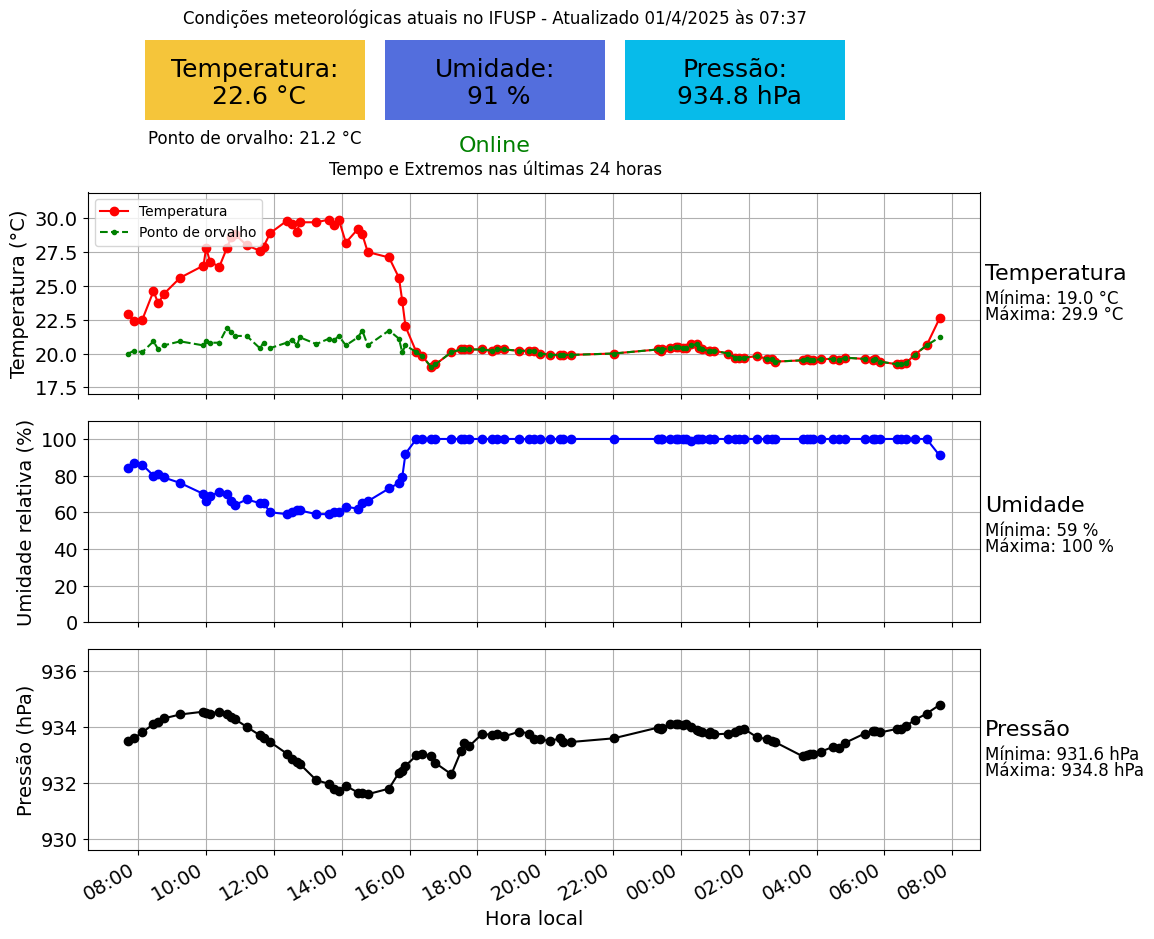 Condições meteorológicas atuais no IFUSP - Atualizado 01/4/2025 às 07:37
Temperatura:
22.6 °C
Umidade:
91 %
Pressão:
934.8 hPa
Ponto de orvalho: 21.2 °C
Online
Tempo e Extremos nas últimas 24 horas
Temperatura (°C)
30.0
27.5
25.0
22.5
20.0
17.5
Temperatura
Ponto de orvalho
Temperatura
Mínima: 19.0 °C
Máxima: 29.9 °C
Umidade relativa (%)
100
80
60
40
20
0
Umidade
Mínima: 59 %
Máxima: 100 %
Pressão (hPa)
936
934
932
930
Pressão
Mínima: 931.6 hPa
Máxima: 934.8 hPa
08:00
10:00
12:00
14:00
16:00
18:00
20:00
22:00
00:00
02:00
04:00
06:00
08:00
Hora local